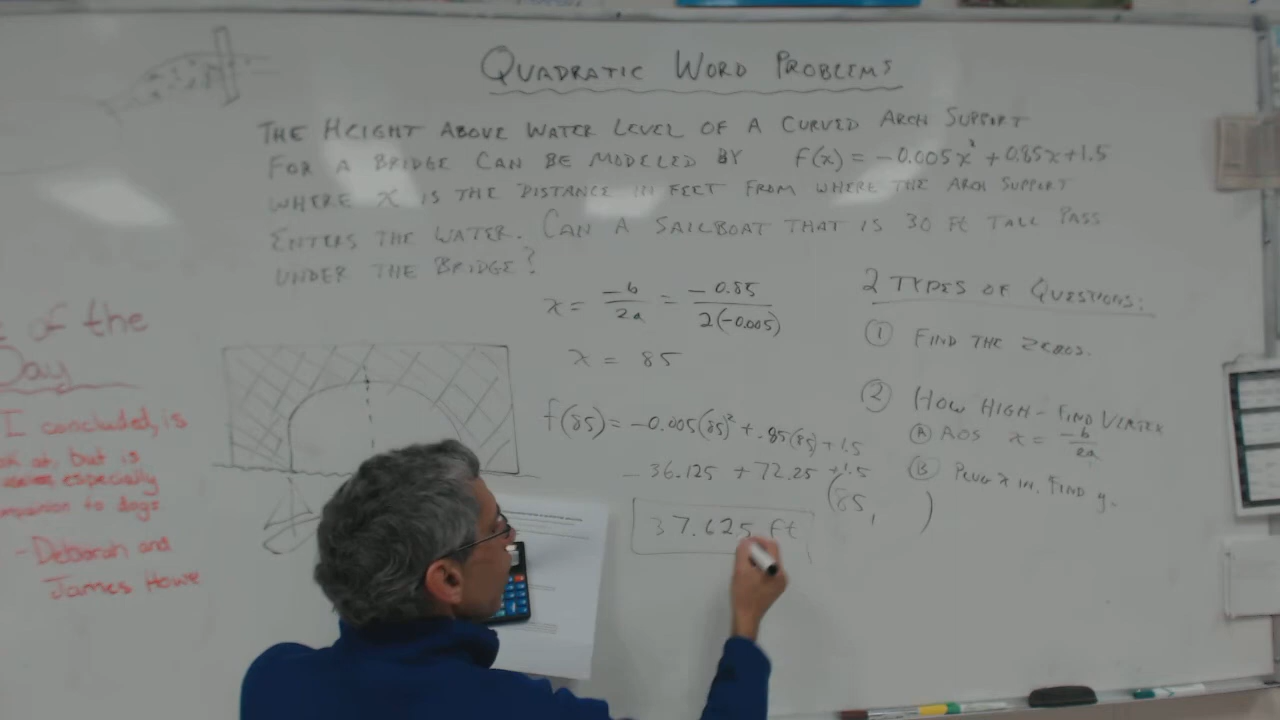 QUADRATIC WORD PROBLEMS
THE HEIGHT ABOVE WATER LEVEL OF A CURVED ARCH SUPPORT
FOR A BRIDGE CAN BE MODELED BY f(x) = -0.005x² + 0.85x + 1.5
WHERE X IS THE DISTANCE IN FEET FROM WHERE THE ARCH SUPPORT
ENTERS THE WATER. CAN A SAILBOAT THAT IS 30 Ft TALL PASS
UNDER THE BRIDGE?
x = -b/2a = -0.85/2(-0.005)
x = 85
f(85) = -0.005(85)² + .85(85) + 1.5
-36.125 + 72.25 + 1.5
37.625 ft
(85, )
2 TYPES OF QUESTIONS:
① FIND THE ZEROS.
② HOW HIGH - FIND VERTEX
Ⓐ AOS x = -b/2a
Ⓑ PLUG X IN. FIND y.
of the
Day
I concluded, is
at, but is
especially
to dogs
- Deborah and
James Howe